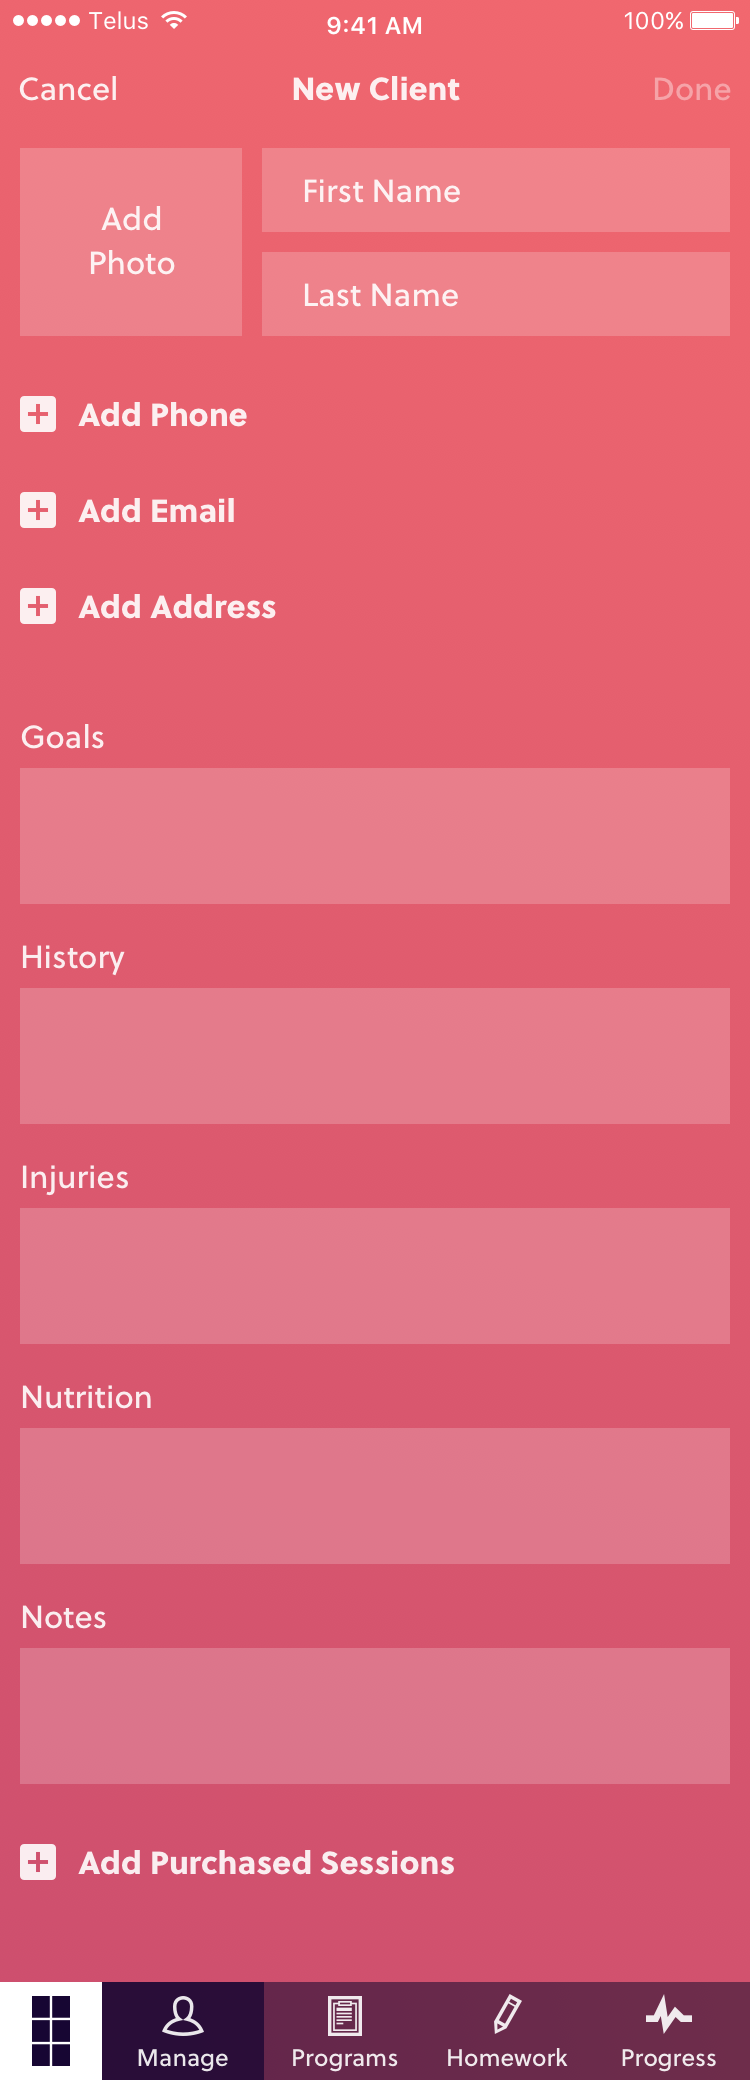 Telus 9:41 AM 100%
Cancel New Client Done
Add
Photo
First Name
Last Name
Add Phone
Add Email
Add Address
Goals
History
Injuries
Nutrition
Notes
Add Purchased Sessions
Manage Programs Homework Progress